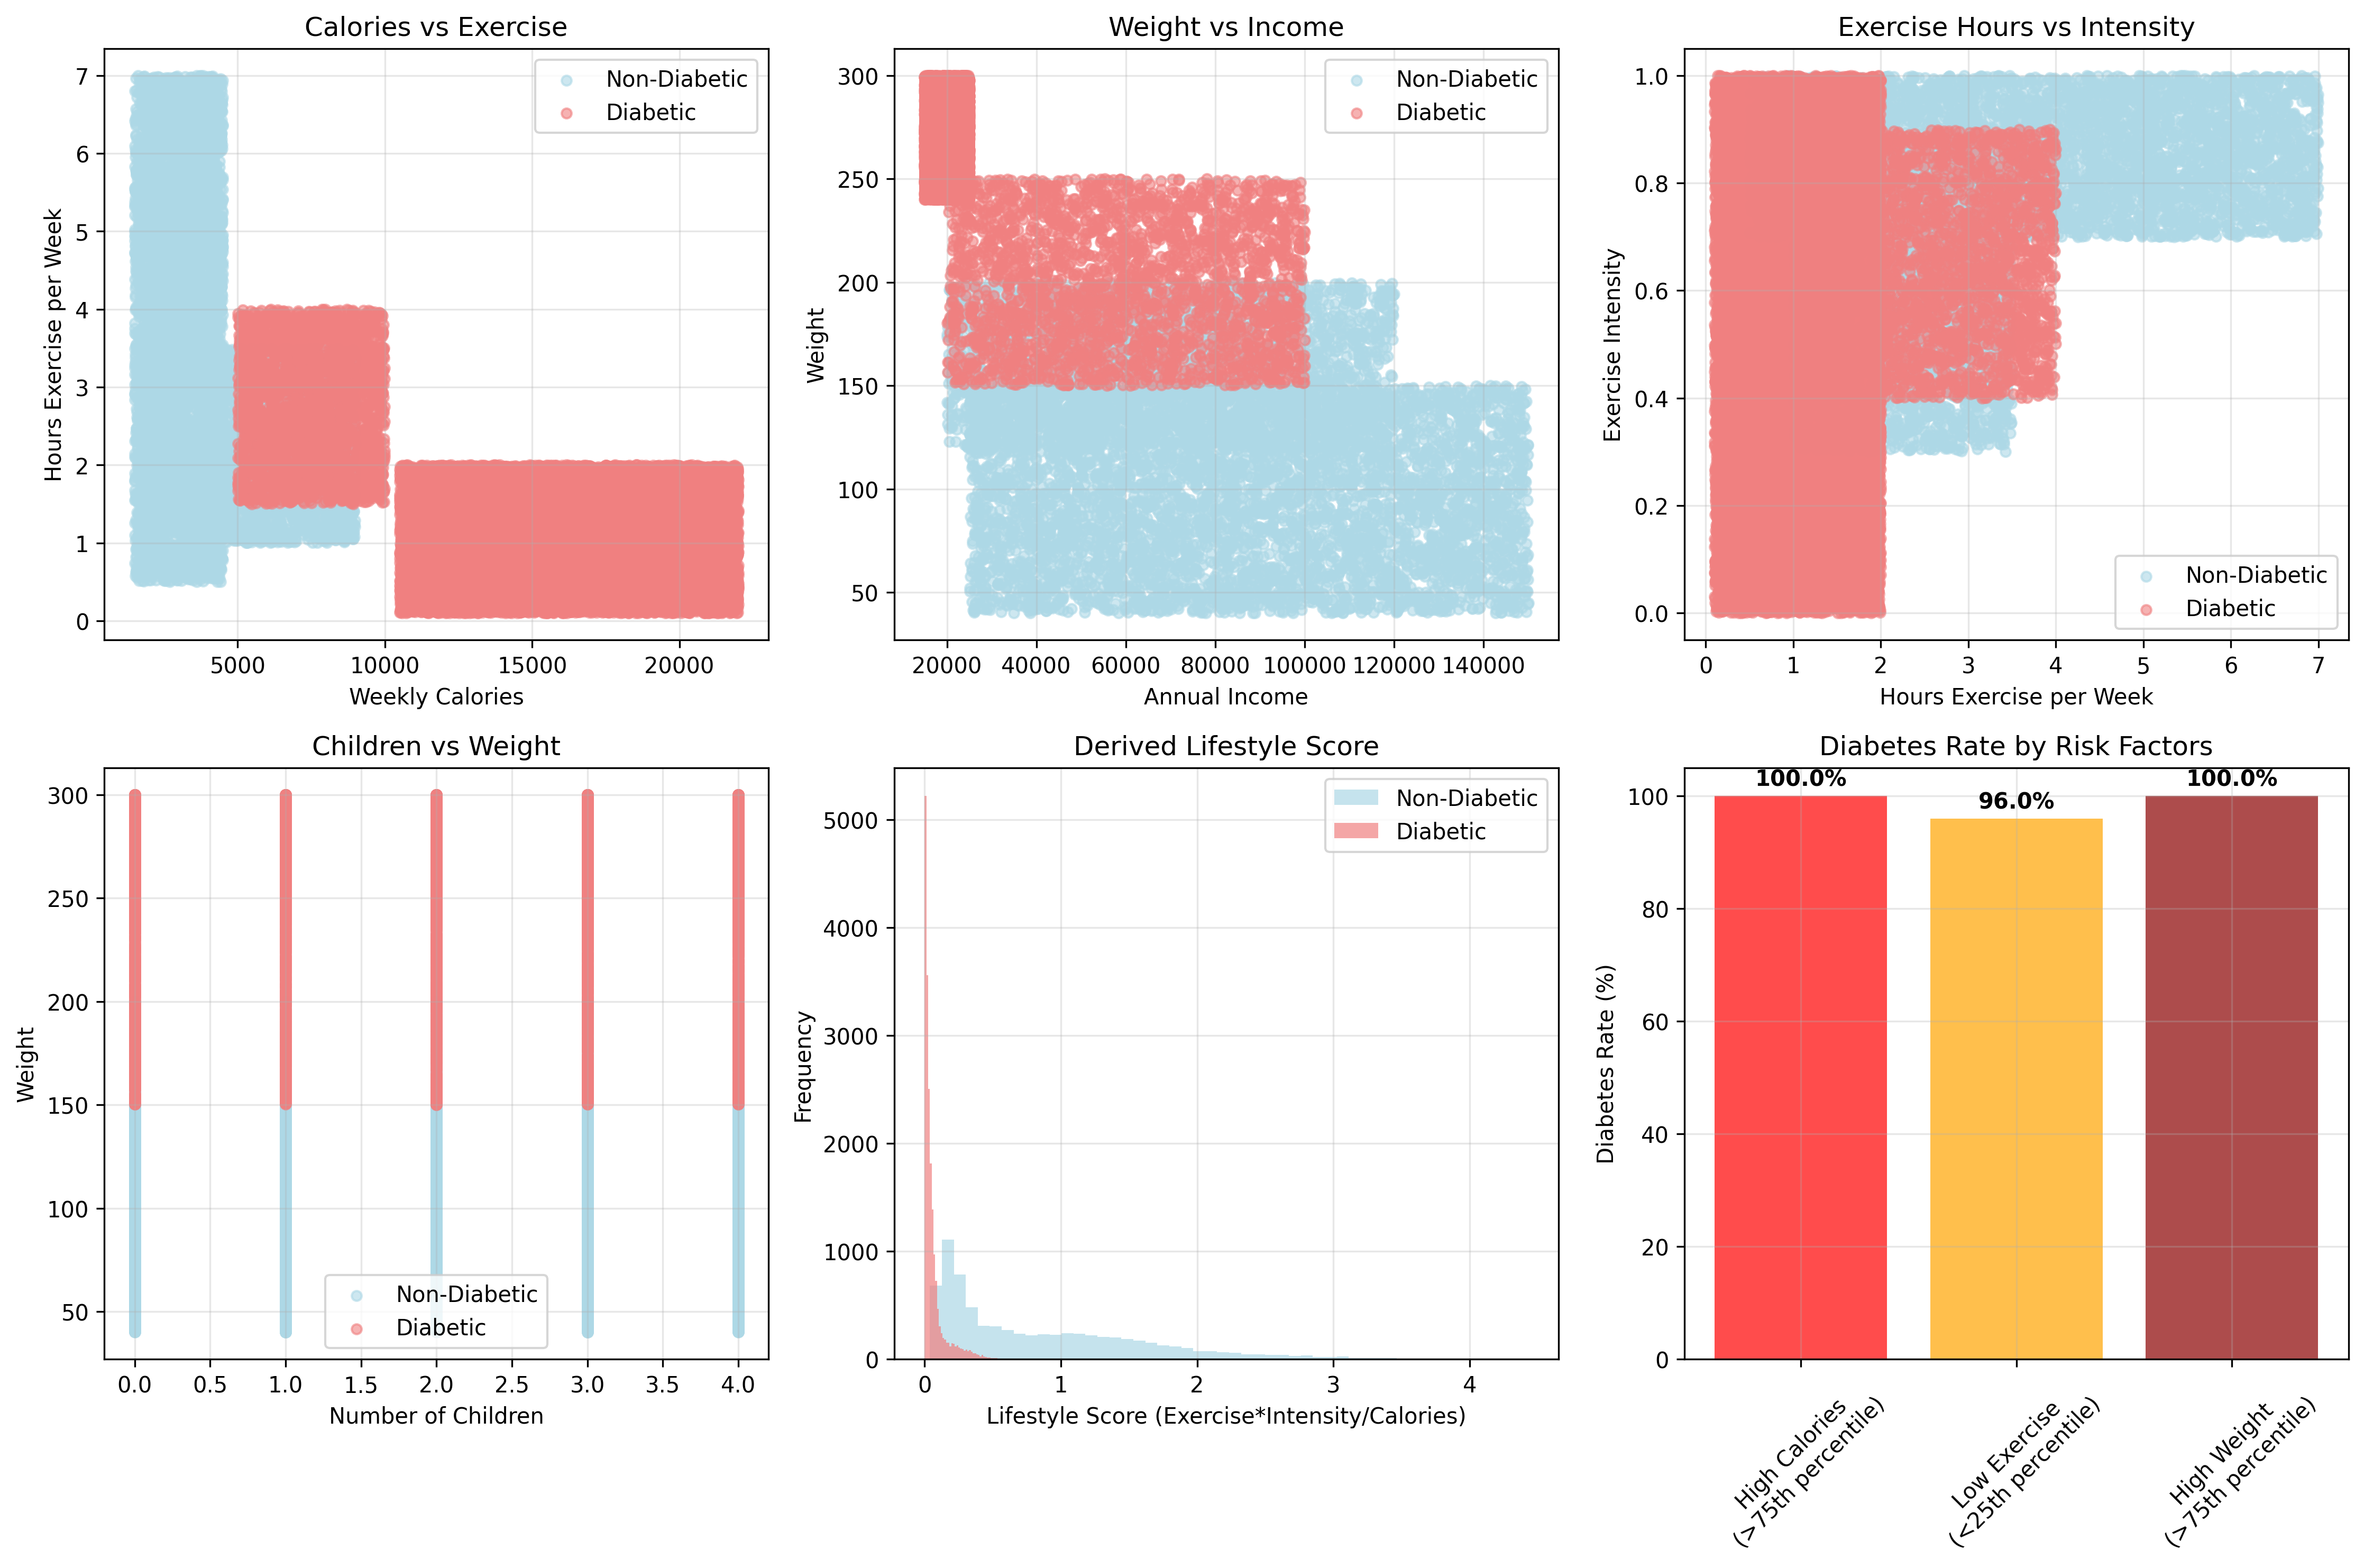 Calories vs Exercise
Hours Exercise per Week
7
6
5
4
3
2
1
0
Non-Diabetic
Diabetic
5000 10000 15000 20000
Weekly Calories
Weight vs Income
Weight
300
250
200
150
100
50
Non-Diabetic
Diabetic
20000 40000 60000 80000 100000 120000 140000
Annual Income
Exercise Hours vs Intensity
Exercise Intensity
1.0
0.8
0.6
0.4
0.2
0.0
Non-Diabetic
Diabetic
0 1 2 3 4 5 6 7
Hours Exercise per Week
Children vs Weight
Weight
300
250
200
150
100
50
Non-Diabetic
Diabetic
0.0 0.5 1.0 1.5 2.0 2.5 3.0 3.5 4.0
Number of Children
Derived Lifestyle Score
Frequency
5000
4000
3000
2000
1000
0
Non-Diabetic
Diabetic
0 1 2 3 4
Lifestyle Score (Exercise*Intensity/Calories)
Diabetes Rate by Risk Factors
Diabetes Rate (%)
100
80
60
40
20
0
100.0%
96.0%
100.0%
High Calories
(>75th percentile)
Low Exercise
(<25th percentile)
High Weight
(>75th percentile)